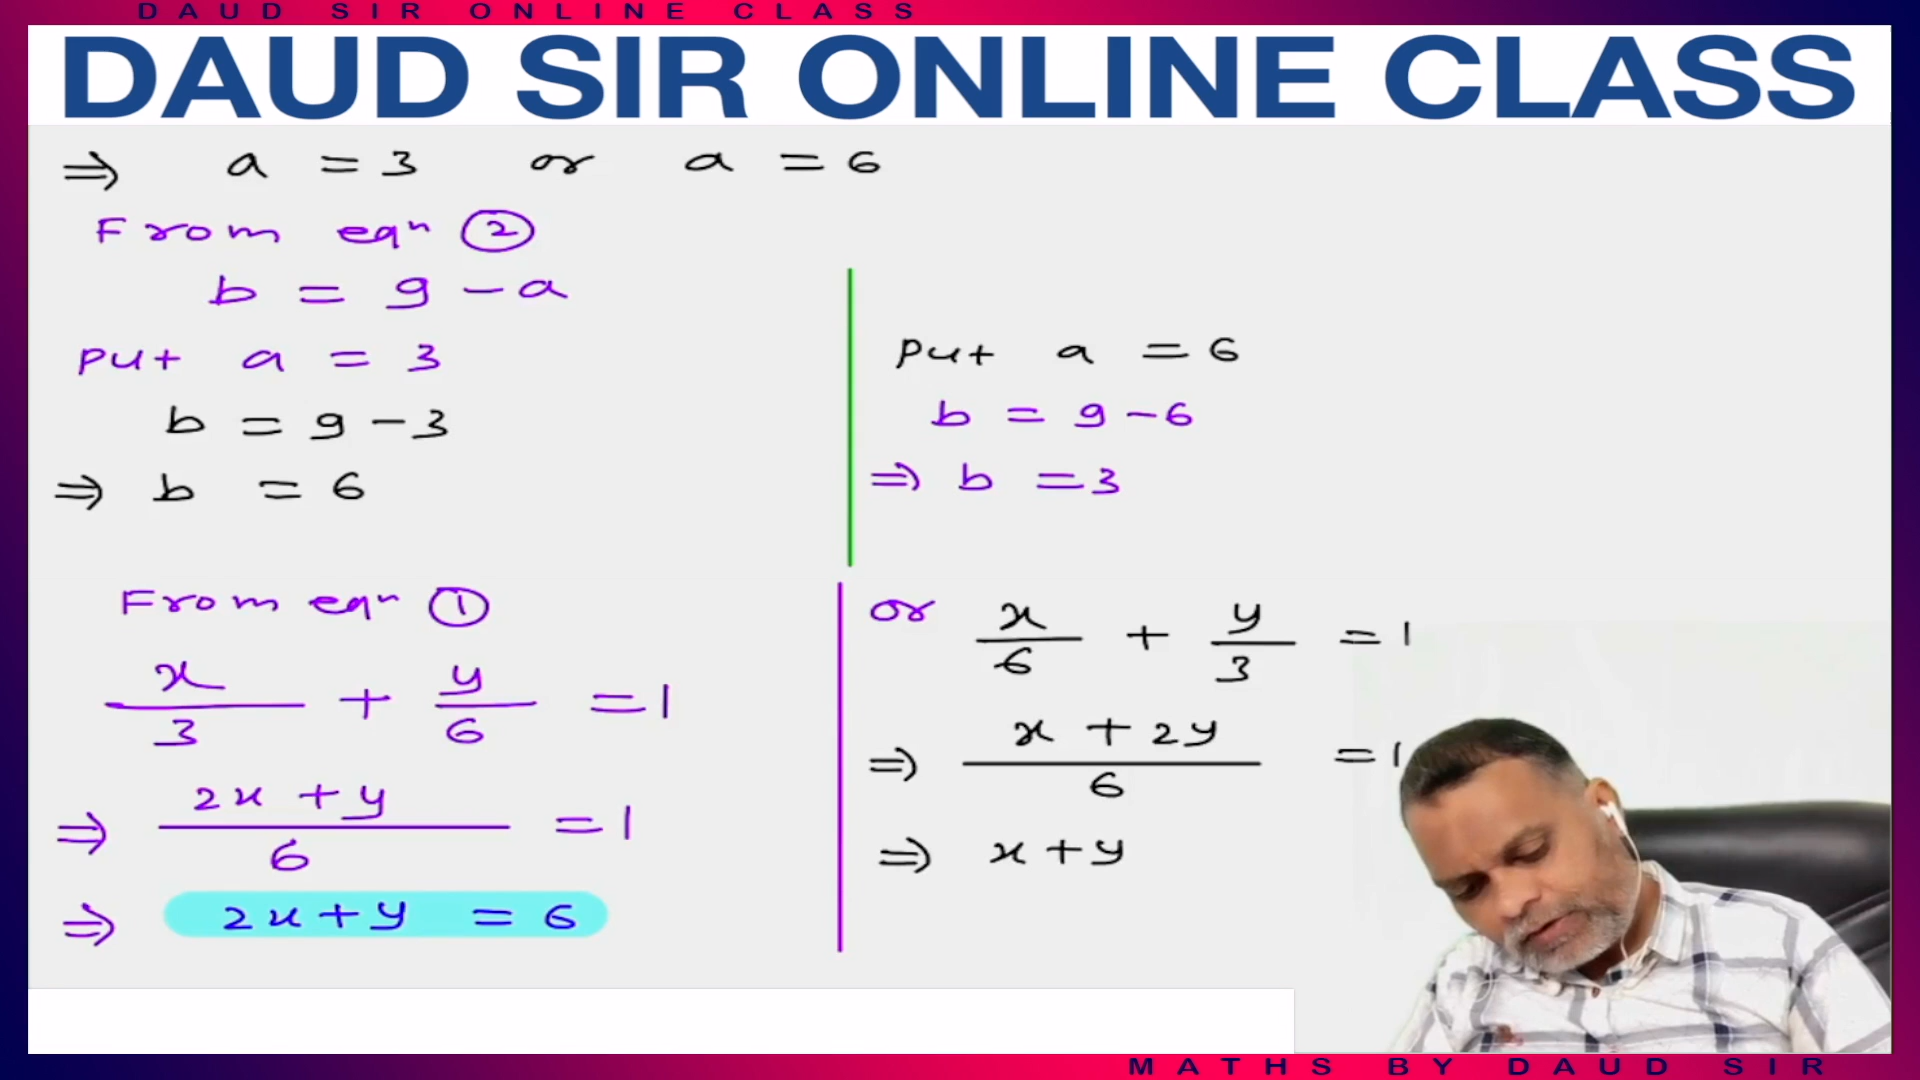 DAUD SIR ONLINE CLASS
DAUD SIR ONLINE CLASS
⇒ a = 3 or a = 6
From eqn ②
b = 9 - a
Put a = 3
b = 9 - 3
⇒ b = 6
Put a = 6
b = 9 - 6
⇒ b = 3
From eqn ①
x/3 + y/6 = 1
⇒ (2x + y)/6 = 1
⇒ 2x + y = 6
or x/6 + y/3 = 1
⇒ (x + 2y)/6 = 1
⇒ x + y
MATHS BY DAUD SIR